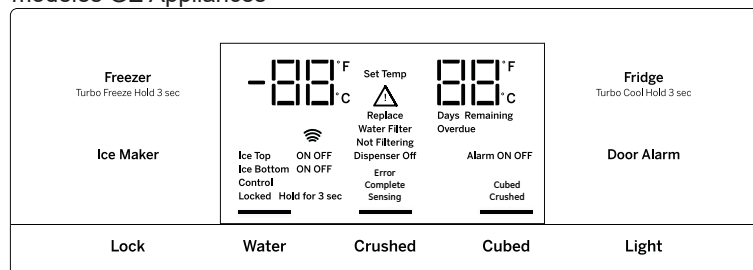 modèles GE Appliances
Freezer
Turbo Freeze Hold 3 sec
Ice Maker
-88 °F
°C
Set Temp
88 °F
°C
Replace
Water Filter
Not Filtering
Dispenser Off
Days Remaining
Overdue
Ice Top ON OFF
Ice Bottom ON OFF
Control
Locked Hold for 3 sec
Error
Complete
Sensing
Alarm ON OFF
Cubed
Crushed
Fridge
Turbo Cool Hold 3 sec
Door Alarm
Lock Water Crushed Cubed Light